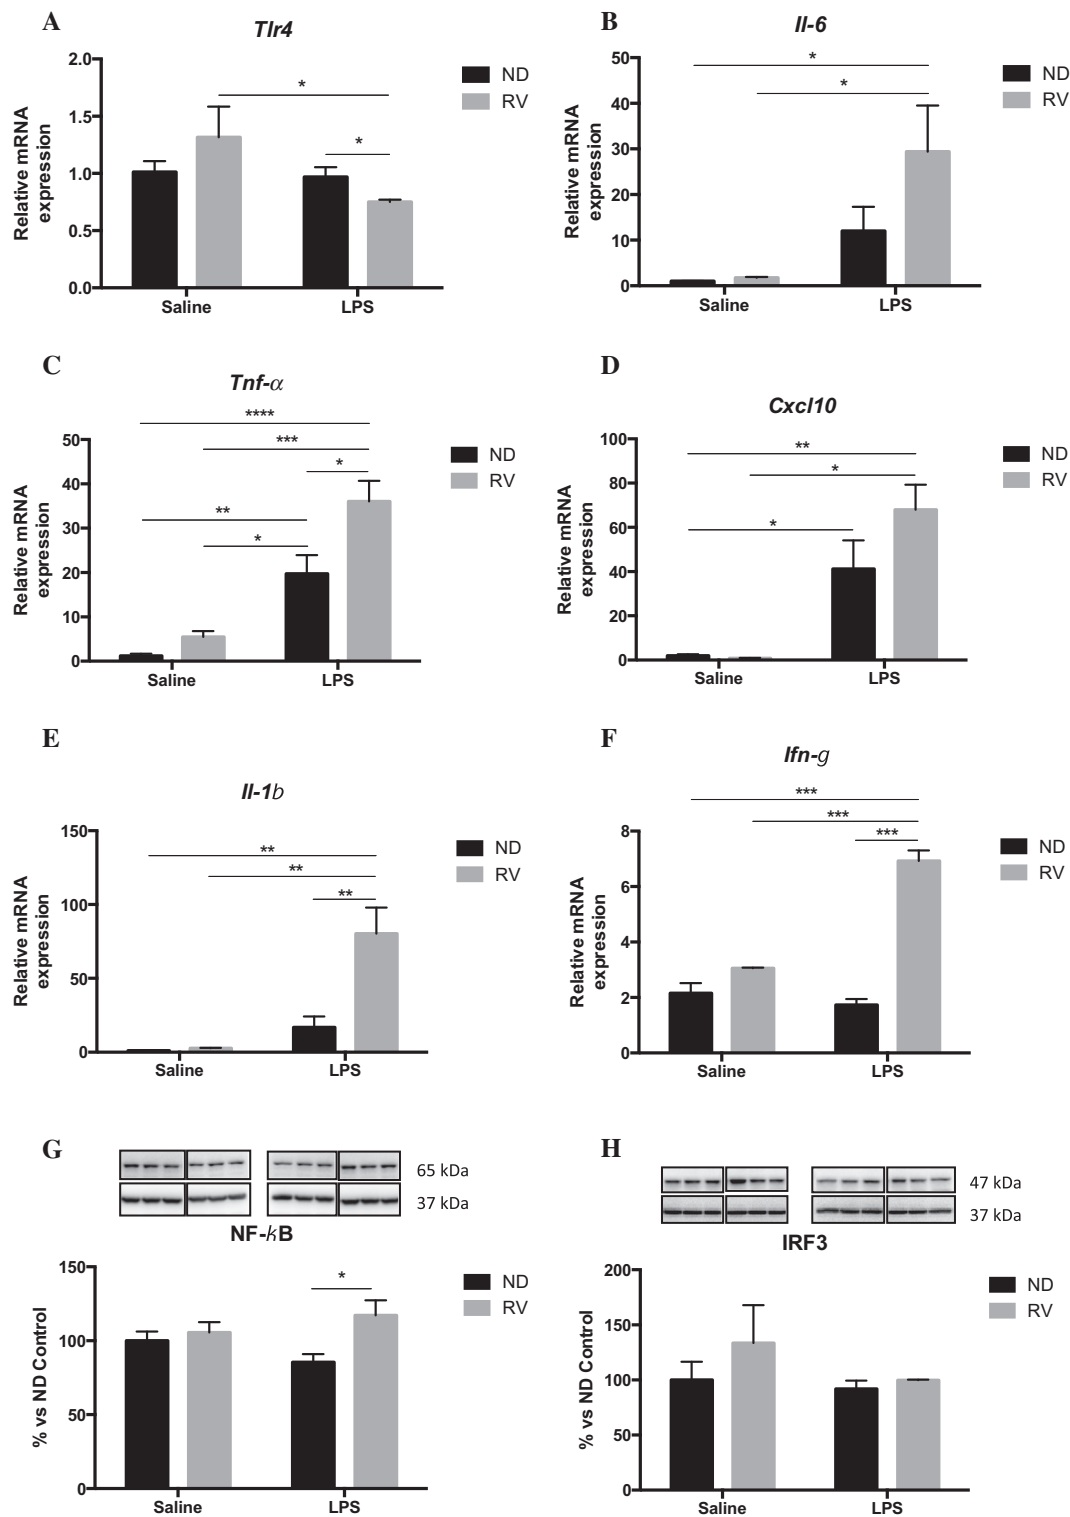 A
Tlr4
2.0
1.5
1.0
0.5
0.0
Relative mRNA
expression
*
*
ND
RV
Saline
LPS
B
Il-6
50
40
30
20
10
0
Relative mRNA
expression
*
*
ND
RV
Saline
LPS
C
Tnf-α
50
40
30
20
10
0
Relative mRNA
expression
****
***
*
**
*
ND
RV
Saline
LPS
D
Cxcl10
100
80
60
40
20
0
Relative mRNA
expression
**
*
*
ND
RV
Saline
LPS
E
Il-1b
150
100
50
0
Relative mRNA
expression
**
**
**
ND
RV
Saline
LPS
F
Ifn-g
8
6
4
2
0
Relative mRNA
expression
***
***
***
ND
RV
Saline
LPS
G
65 kDa
37 kDa
NF-kB
150
100
50
0
% vs ND Control
*
ND
RV
Saline
LPS
H
47 kDa
37 kDa
IRF3
200
150
100
50
0
% vs ND Control
ND
RV
Saline
LPS